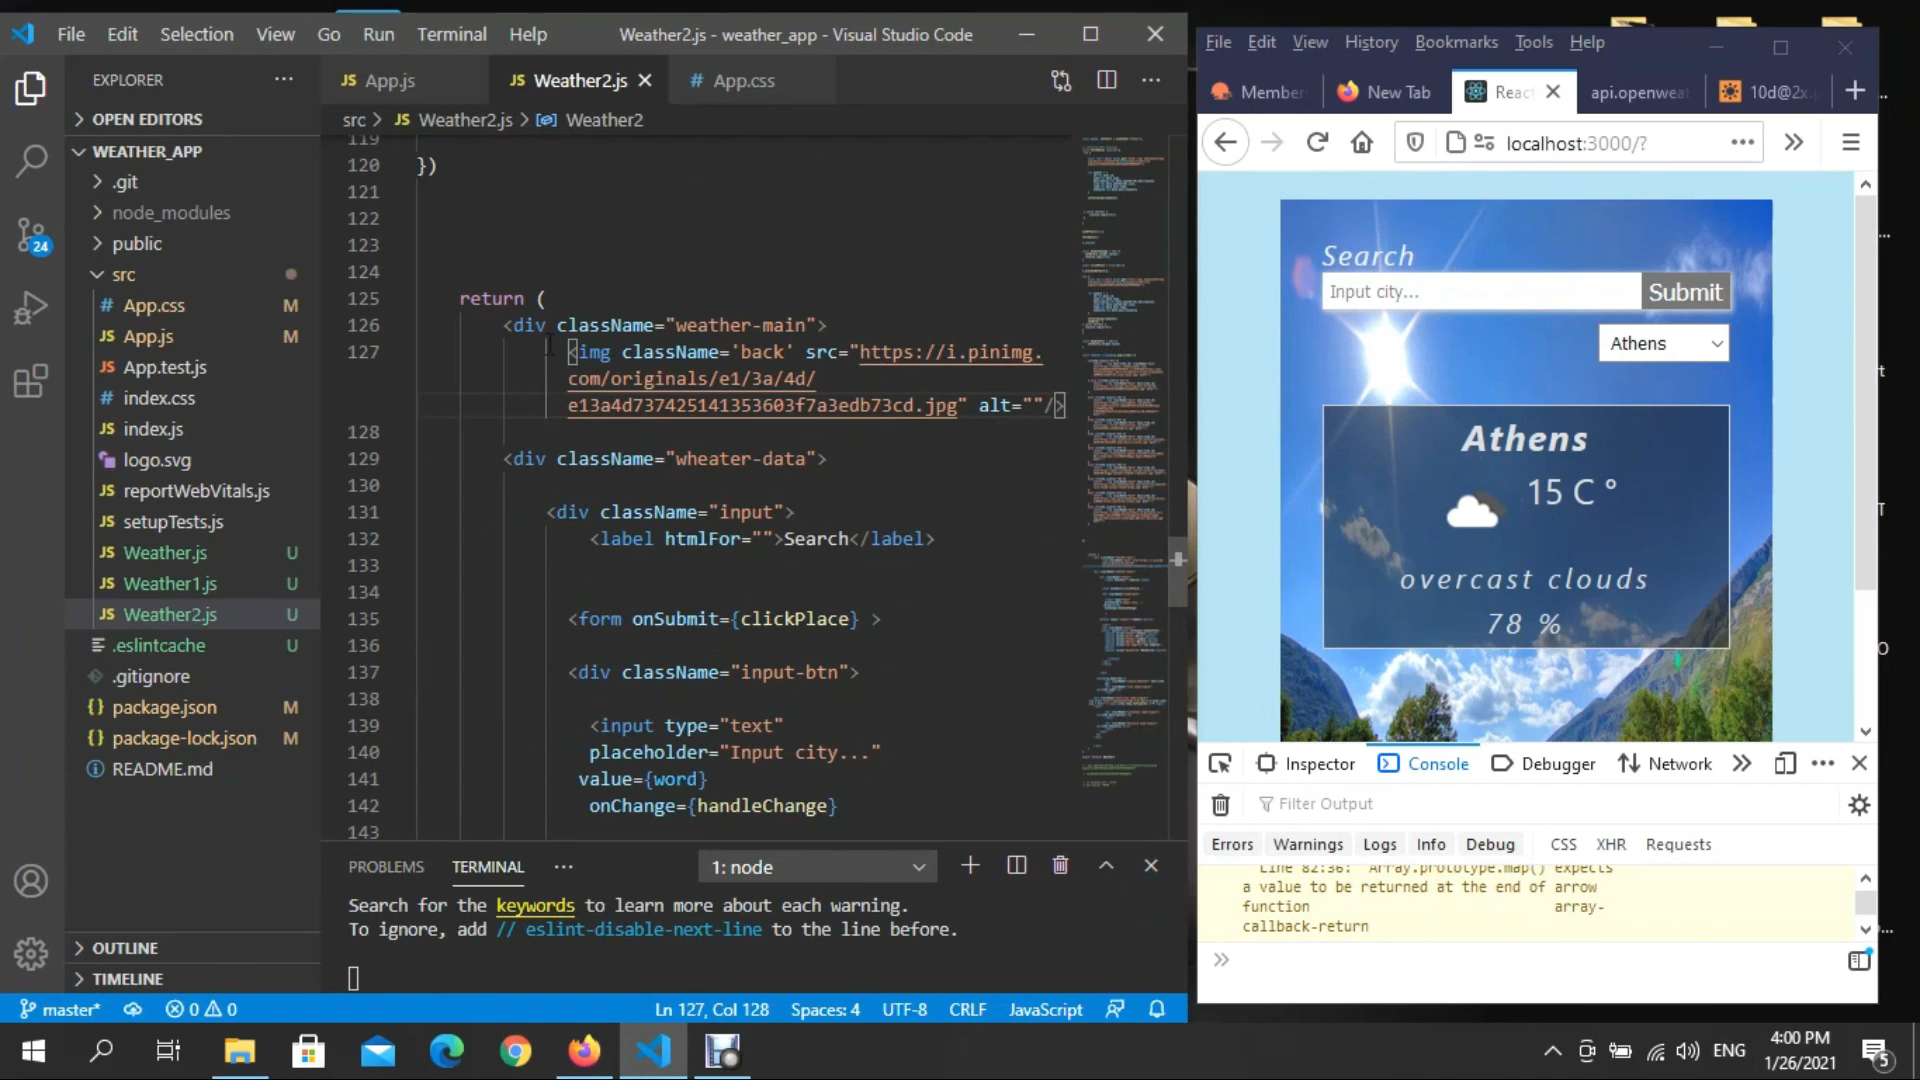 File Edit Selection View Go Run Terminal Help Weather2.js - weather_app - Visual Studio Code
EXPLORER
OPEN EDITORS
WEATHER_APP
.git
node_modules
public
src
App.css M
App.js M
App.test.js
index.css
index.js
logo.svg
reportWebVitals.js
setupTests.js
Weather.js U
Weather1.js U
Weather2.js U
.eslintcache U
.gitignore
package.json M
package-lock.json M
README.md
OUTLINE
TIMELINE
24
JS App.js JS Weather2.js # App.css
src > JS Weather2.js > Weather2
119
120 })
121
122
123
124
125 return (
126 <div className="weather-main">
127 <img className='back' src="https://i.pinimg.
com/originals/e1/3a/4d/
e13a4d737425141353603f7a3edb73cd.jpg" alt=""/>
128
129 <div className="wheater-data">
130
131 <div className="input">
132 <label htmlFor="">Search</label>
133
134
135 <form onSubmit={clickPlace} >
136
137 <div className="input-btn">
138
139 <input type="text"
140 placeholder="Input city..."
141 value={word}
142 onChange={handleChange}
143
PROBLEMS TERMINAL ··· 1: node
Search for the keywords to learn more about each warning.
To ignore, add // eslint-disable-next-line to the line before.
master* 0 0 Ln 127, Col 128 Spaces: 4 UTF-8 CRLF JavaScript
File Edit View History Bookmarks Tools Help
Member New Tab Reac api.openweat 10d@2x.
localhost:3000/?
Search
Input city... Submit
Athens
Athens
15 C °
overcast clouds
78 %
Inspector Console Debugger Network
Filter Output
Errors Warnings Logs Info Debug CSS XHR Requests
Line 82:36: Array.prototype.map() expects
a value to be returned at the end of arrow
function array-
callback-return
ENG
4:00 PM
1/26/2021
5